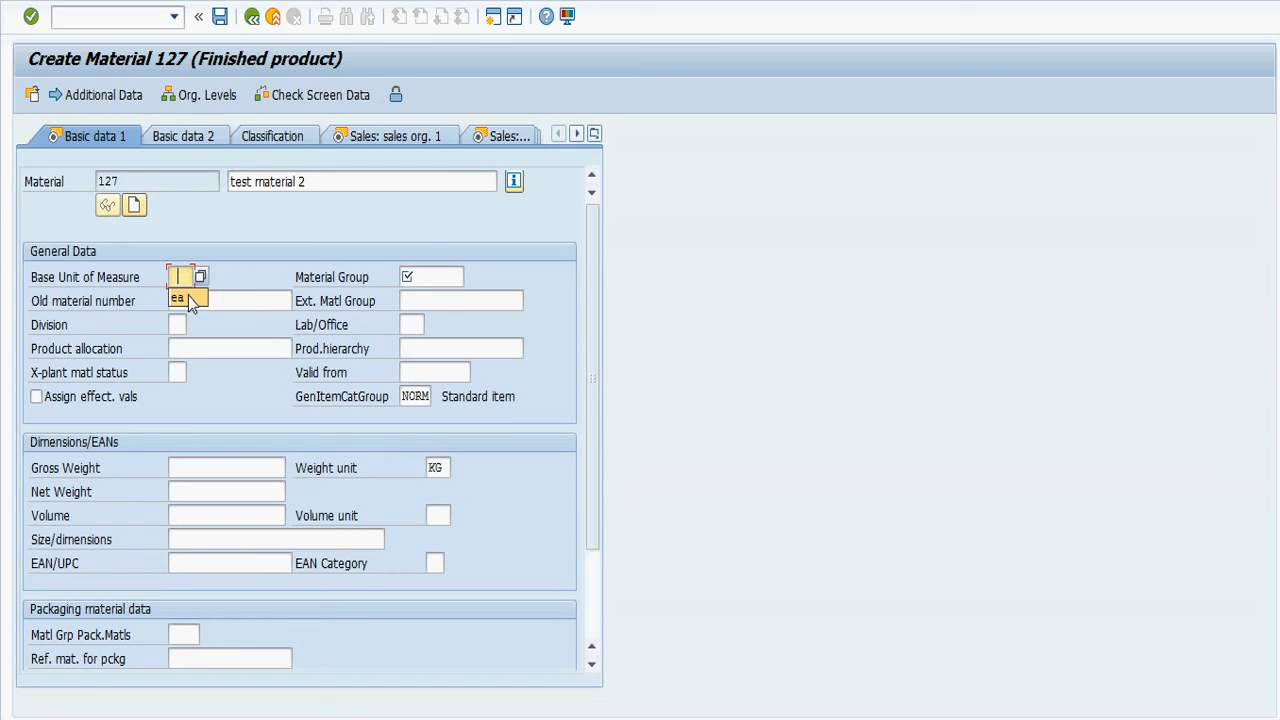 Create Material 127 (Finished product)
Additional Data Org. Levels Check Screen Data
Basic data 1 Basic data 2 Classification Sales: sales org. 1 Sales:...
Material 127 test material 2
General Data
Base Unit of Measure Material Group
ea
Old material number Ext. Matl Group
Division Lab/Office
Product allocation Prod.hierarchy
X-plant matl status Valid from
Assign effect. vals GenItemCatGroup NORM Standard item
Dimensions/EANs
Gross Weight Weight unit KG
Net Weight
Volume Volume unit
Size/dimensions
EAN/UPC EAN Category
Packaging material data
Matl Grp Pack.Matls
Ref. mat. for pckg